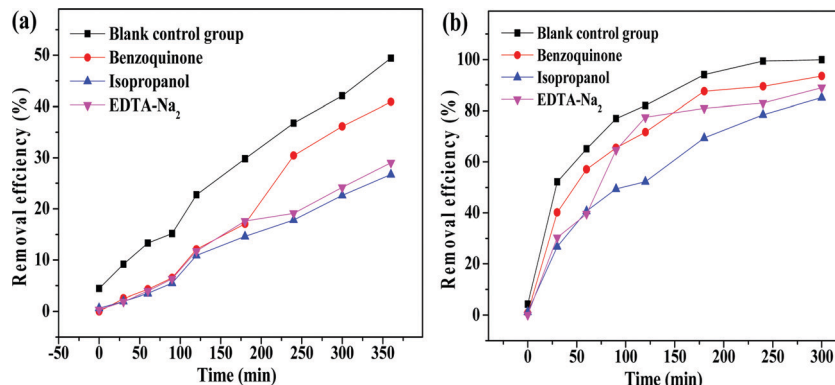 (a)
Blank control group
Benzoquinone
Isopropanol
EDTA-Na2
Removal effciency (%)
50
40
30
20
10
0
-50 0 50 100 150 200 250 300 350
Time (min)
(b)
Blank control group
Benzoquinone
Isopropanol
EDTA-Na2
Removal effciency (%)
100
80
60
40
20
0
0 50 100 150 200 250 300
Time (min)